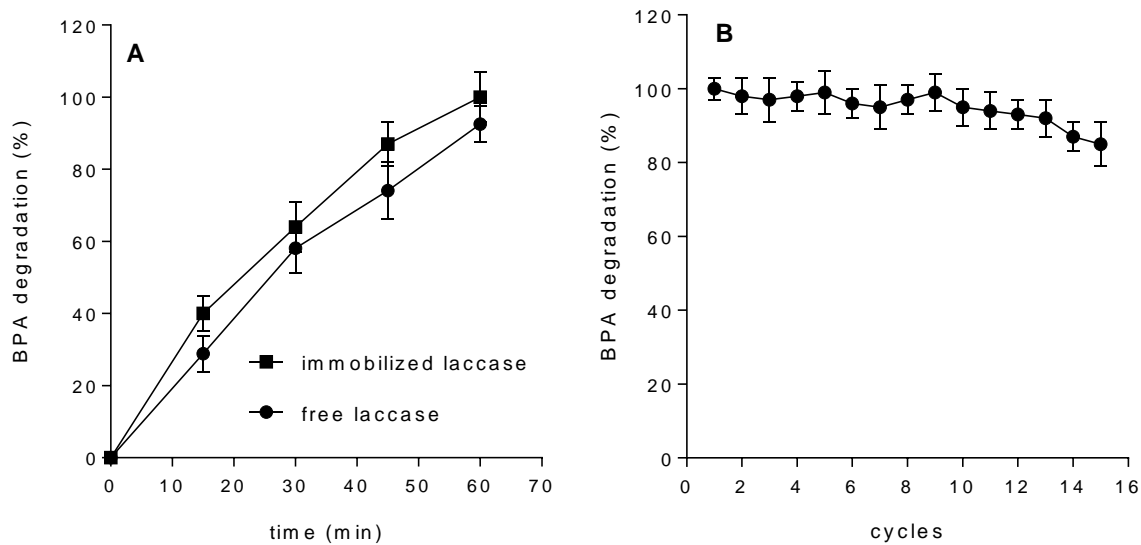 A
BPA degradation (%)
120
100
80
60
40
20
0
0 10 20 30 40 50 60 70
time (min)
immobilized laccase
free laccase
B
BPA degradation (%)
120
100
80
60
40
20
0
0 2 4 6 8 10 12 14 16
cycles